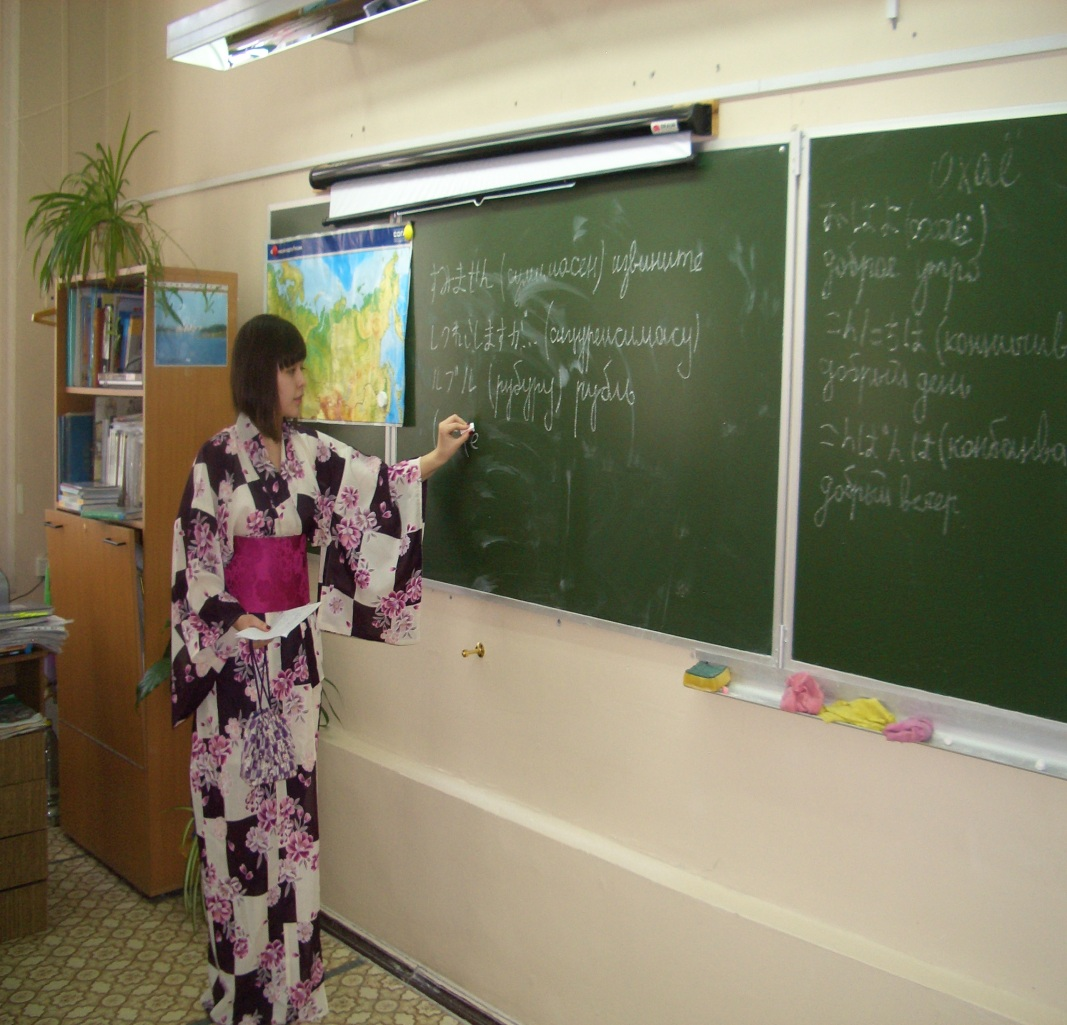 すみません (сумимасен) извините
しつれいしますが... (сицурейсимасу)
ルブル (рубуру) рубль
охаё
おはよ (охаё)
доброе утро
こんにちは (конничив
добрый день
こんばんは (конбанва
добрый вечер